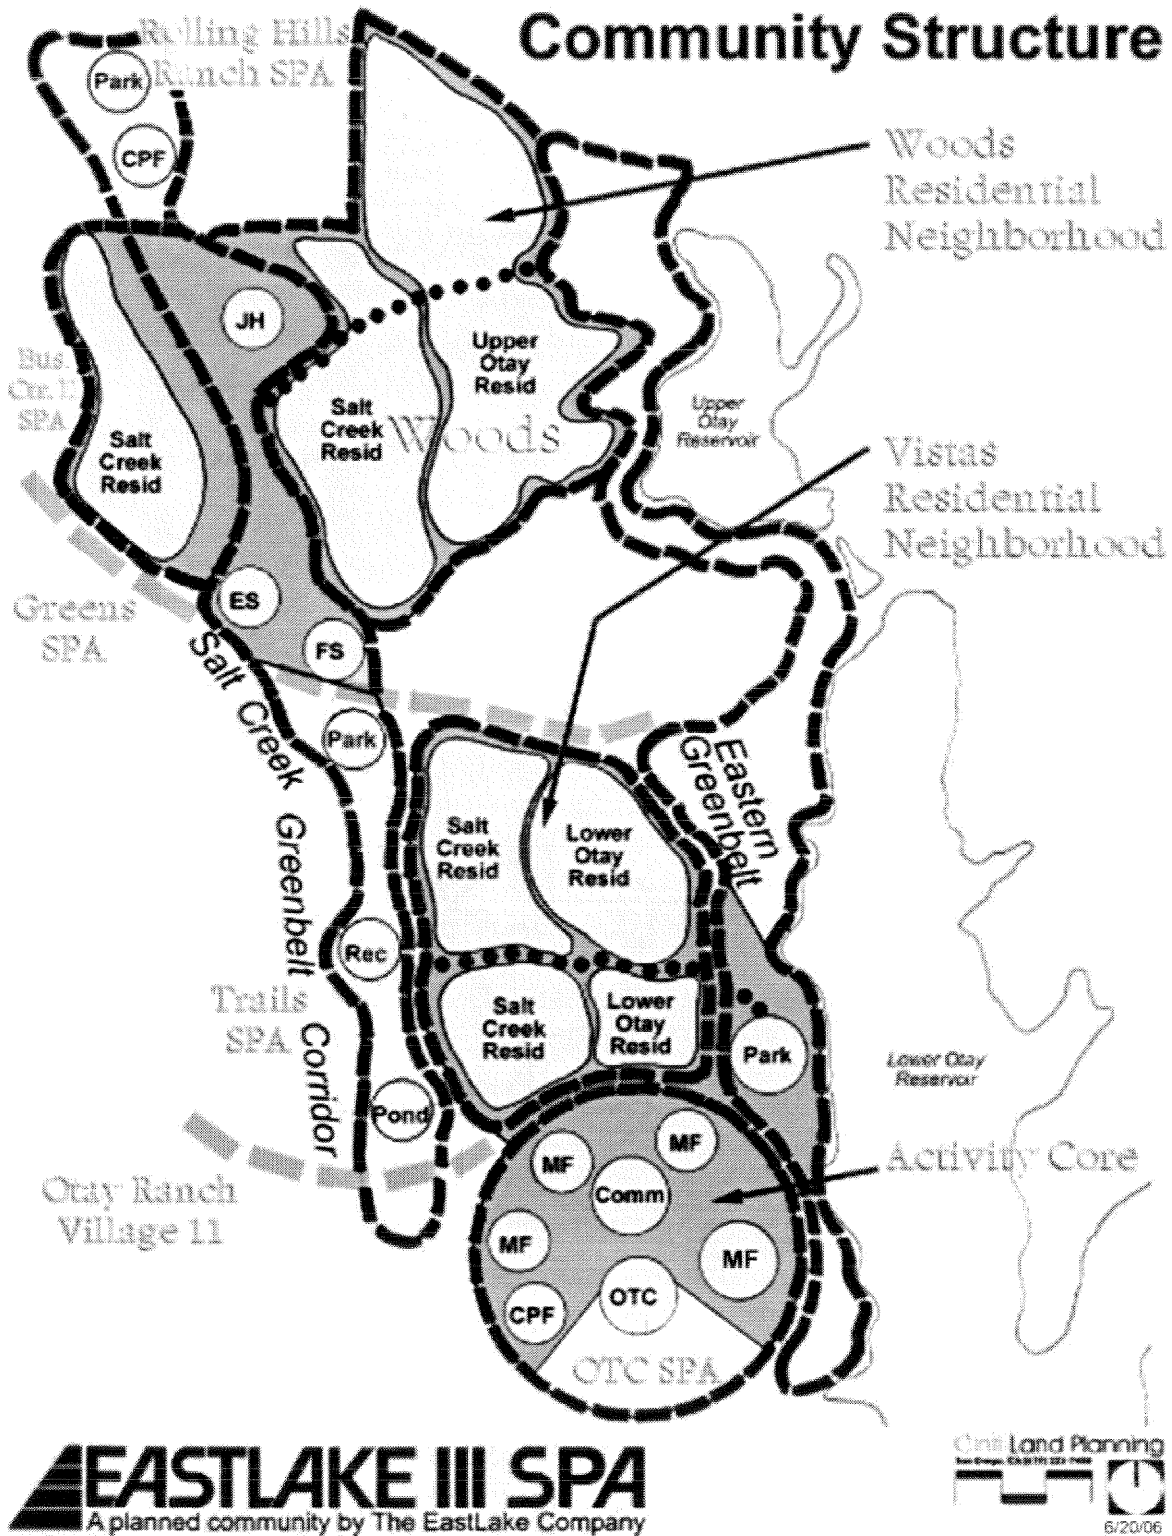 Community Structure
Rolling Hills
Ranch SPA
Park
CPF
Woods
Residential
Neighborhood
JH
Upper
Otay
Resid
Bus.
SPA
Salt
Creek
Resid
Salt
Creek
Resid
Woods
Upper
Otay
Reservoir
Vistas
Residential
Neighborhood
Greens
SPA
ES
FS
Salt Creek Greenbelt Corridor
Park
Eastern
Greenbelt
Salt
Creek
Resid
Lower
Otay
Resid
Rec
Trails
SPA
Salt
Creek
Resid
Lower
Otay
Resid
Park
Lower Otay
Reservoir
Pond
MF
MF
Comm
Activity Core
Otay Ranch
Village 11
MF
MF
CPF
OTC
OTC SPA
EASTLAKE III SPA
A planned community by The EastLake Company
Cinti Land Planning
6/20/06